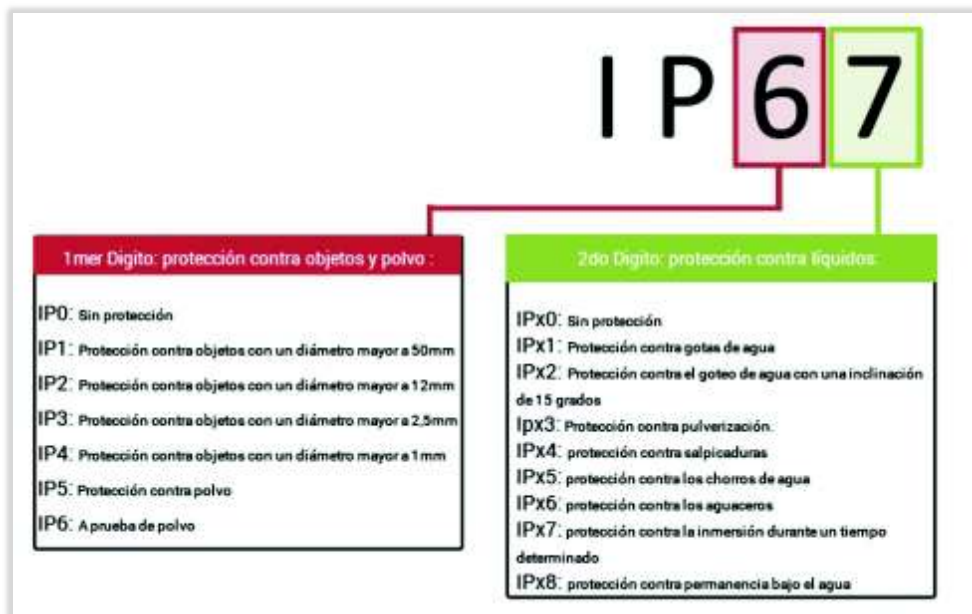 IP67
1mer Digito: protección contra objetos y polvo :
IP0: Sin protección
IP1: Protección contra objetos con un diámetro mayor a 50mm
IP2: Protección contra objetos con un diámetro mayor a 12mm
IP3: Protección contra objetos con un diámetro mayor a 2,5mm
IP4: Protección contra objetos con un diámetro mayor a 1mm
IP5: Protección contra polvo
IP6: A prueba de polvo
2do Digito: protección contra líquidos:
IPx0: Sin protección
IPx1: Protección contra gotas de agua
IPx2: Protección contra el goteo de agua con una inclinación
de 15 grados
Ipx3: Protección contra pulverización.
IPx4: protección contra salpicaduras
IPx5: protección contra los chorros de agua
IPx6: protección contra los aguaceros
IPx7: protección contra la inmersión durante un tiempo
determinado
IPx8: protección contra permanencia bajo el agua